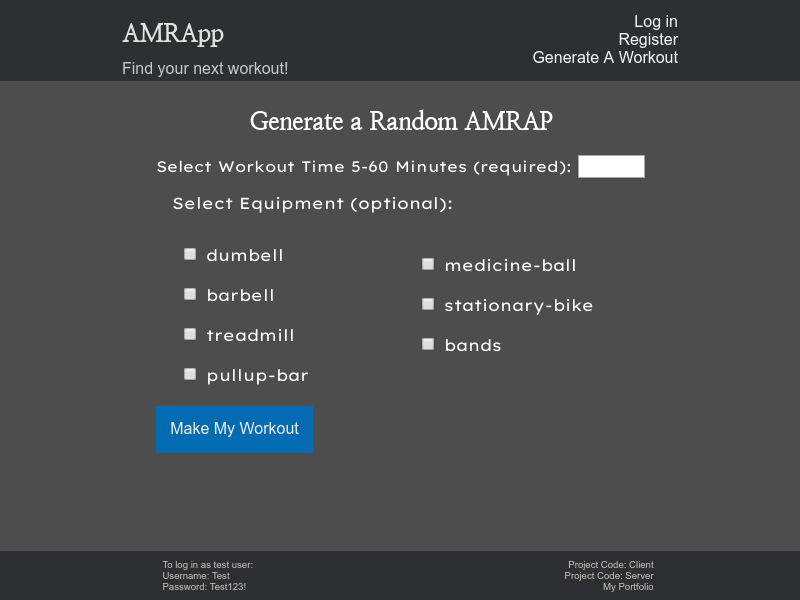 AMRApp
Find your next workout!
Log in
Register
Generate A Workout
Generate a Random AMRAP
Select Workout Time 5-60 Minutes (required):
Select Equipment (optional):
dumbell
barbell
treadmill
pullup-bar
medicine-ball
stationary-bike
bands
Make My Workout
To log in as test user:
Username: Test
Password: Test123!
Project Code: Client
Project Code: Server
My Portfolio